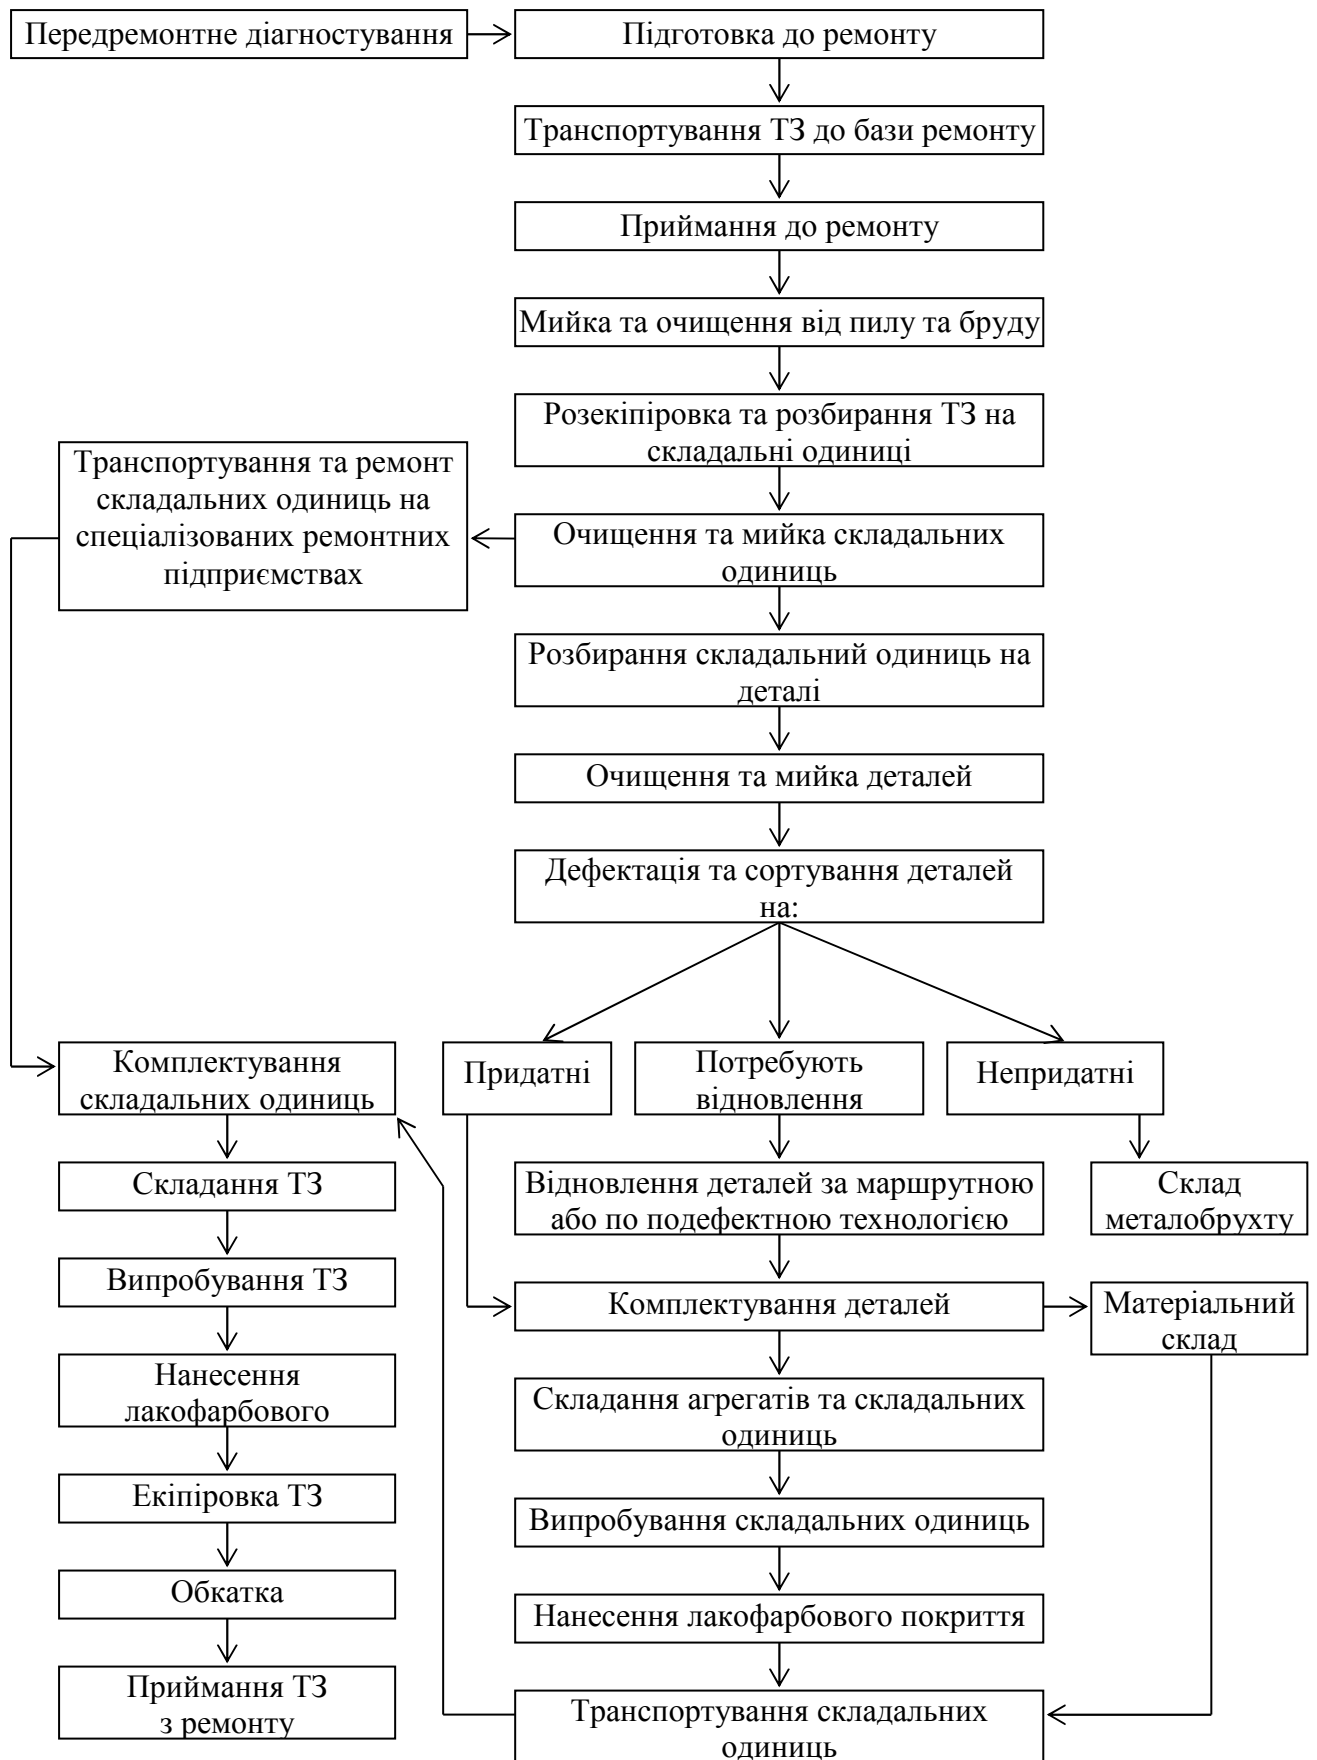 Передремонтне діагностування
Підготовка до ремонту
Транспортування ТЗ до бази ремонту
Приймання до ремонту
Мийка та очищення від пилу та бруду
Розекіпіровка та розбирання ТЗ на
складальні одиниці
Транспортування та ремонт
складальних одиниць на
спеціалізованих ремонтних
підприємствах
Очищення та мийка складальних
одиниць
Розбирання складальний одиниць на
деталі
Очищення та мийка деталей
Дефектація та сортування деталей
на:
Придатні
Потребують
відновлення
Непридатні
Відновлення деталей за маршрутною
або по подефектною технологією
Склад
металобрухту
Комплектування деталей
Матеріальний
склад
Складання агрегатів та складальних
одиниць
Випробування складальних одиниць
Нанесення лакофарбового покриття
Транспортування складальних
одиниць
Комплектування
складальних одиниць
Складання ТЗ
Випробування ТЗ
Нанесення
лакофарбового
Екіпіровка ТЗ
Обкатка
Приймання ТЗ
з ремонту